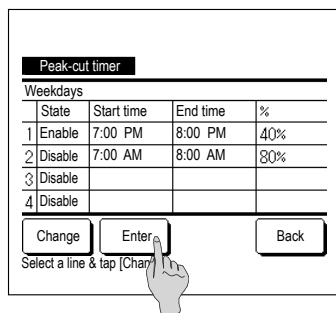 Peak-cut timer
Weekdays
State Start time End time %
1 Enable 7:00 PM 8:00 PM 40%
2 Disable 7:00 AM 8:00 AM 80%
3 Disable
4 Disable
Change Enter Back
Select a line & tap [Chan